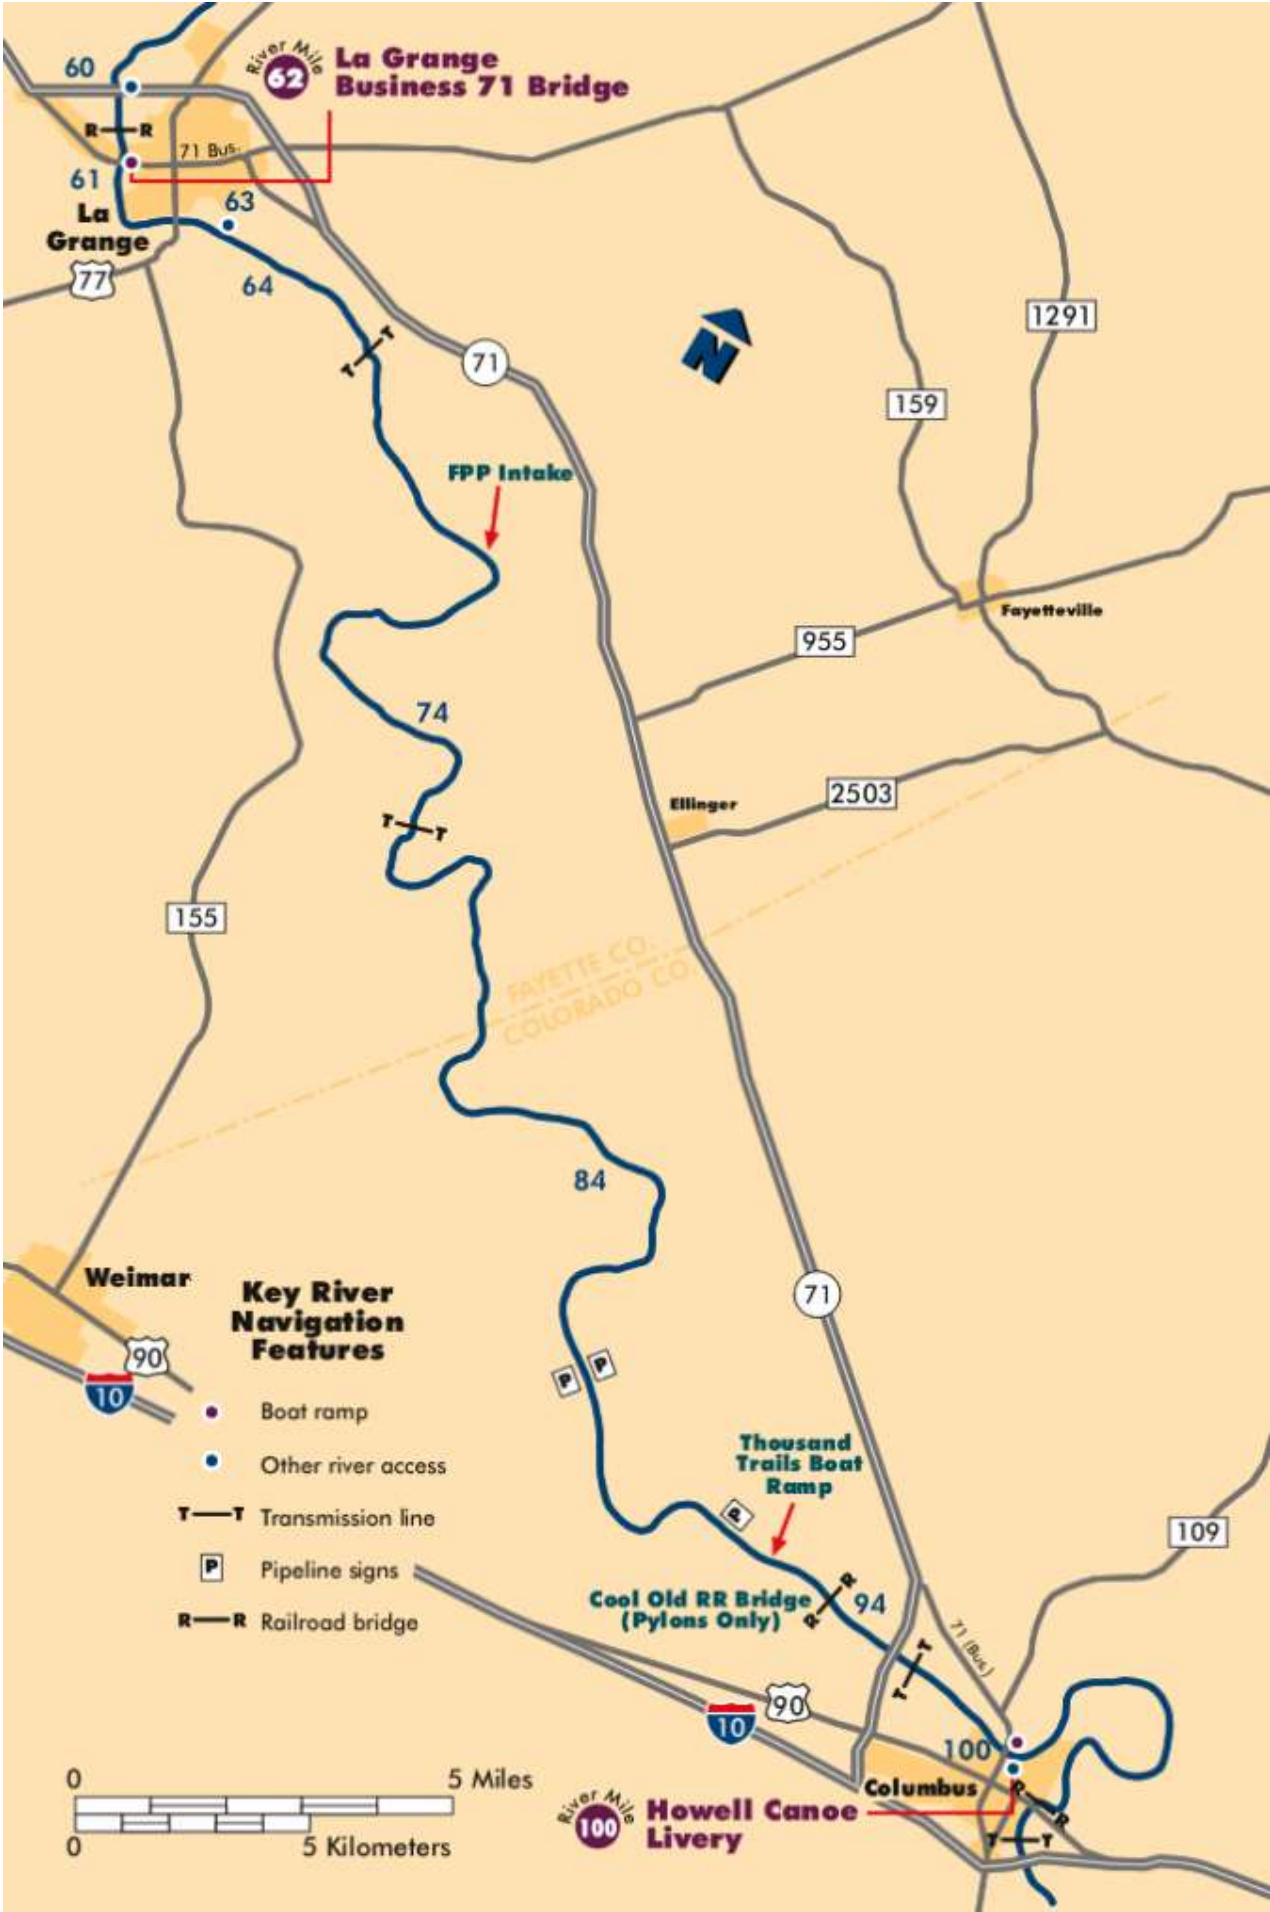 60
River Mile
62
La Grange
Business 71 Bridge
R R
71 Bus.
61
63
La
Grange
77
64
T T
N
1291
71
159
FPP Intake
Fayetteville
955
74
2503
Ellinger
T T
155
FAYETTE CO.
COLORADO CO.
84
Weimar
90
10
Key River
Navigation
Features
Boat ramp
Other river access
T T Transmission line
P Pipeline signs
R R Railroad bridge
71
P P
Thousand
Trails Boat
Ramp
P
109
Cool Old RR Bridge
(Pylons Only)
R R
94
71 (Bus.)
T T
90
10
100
Columbus
R R
T T
0 5 Miles
0 5 Kilometers
River Mile
100
Howell Canoe
Livery